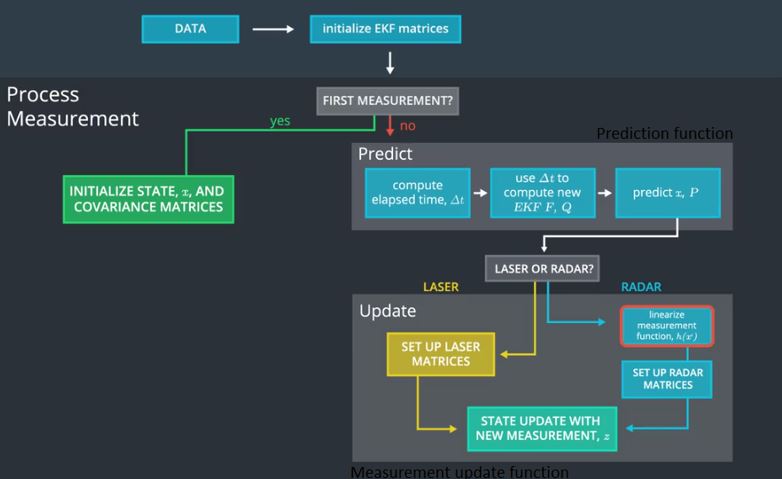 DATA
initialize EKF matrices
Process
Measurement
FIRST MEASUREMENT?
yes
no
Prediction function
Predict
INITIALIZE STATE, x, AND
COVARIANCE MATRICES
compute
elapsed time, Δt
use Δt to
compute new
EKF F, Q
predict x, P
LASER OR RADAR?
LASER
RADAR
Update
linearize
measurement
function, h(x')
SET UP LASER
MATRICES
SET UP RADAR
MATRICES
STATE UPDATE WITH
NEW MEASUREMENT, z
Measurement update function